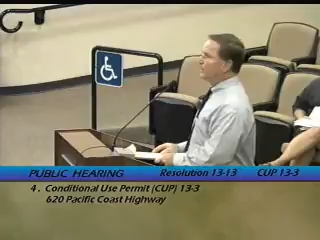 PUBLIC HEARING Resolution 13-13 CUP 13-3
4. Conditional Use Permit (CUP) 13-3
620 Pacific Coast Highway